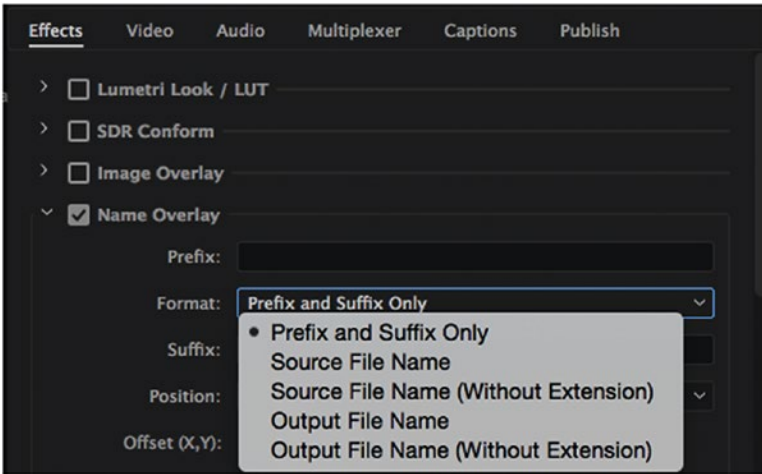 Effects Video Audio Multiplexer Captions Publish
Lumetri Look / LUT
SDR Conform
Image Overlay
Name Overlay
Prefix:
Format: Prefix and Suffix Only
Prefix and Suffix Only
Suffix:
Source File Name
Source File Name (Without Extension)
Position:
Output File Name
Offset (X,Y):
Output File Name (Without Extension)